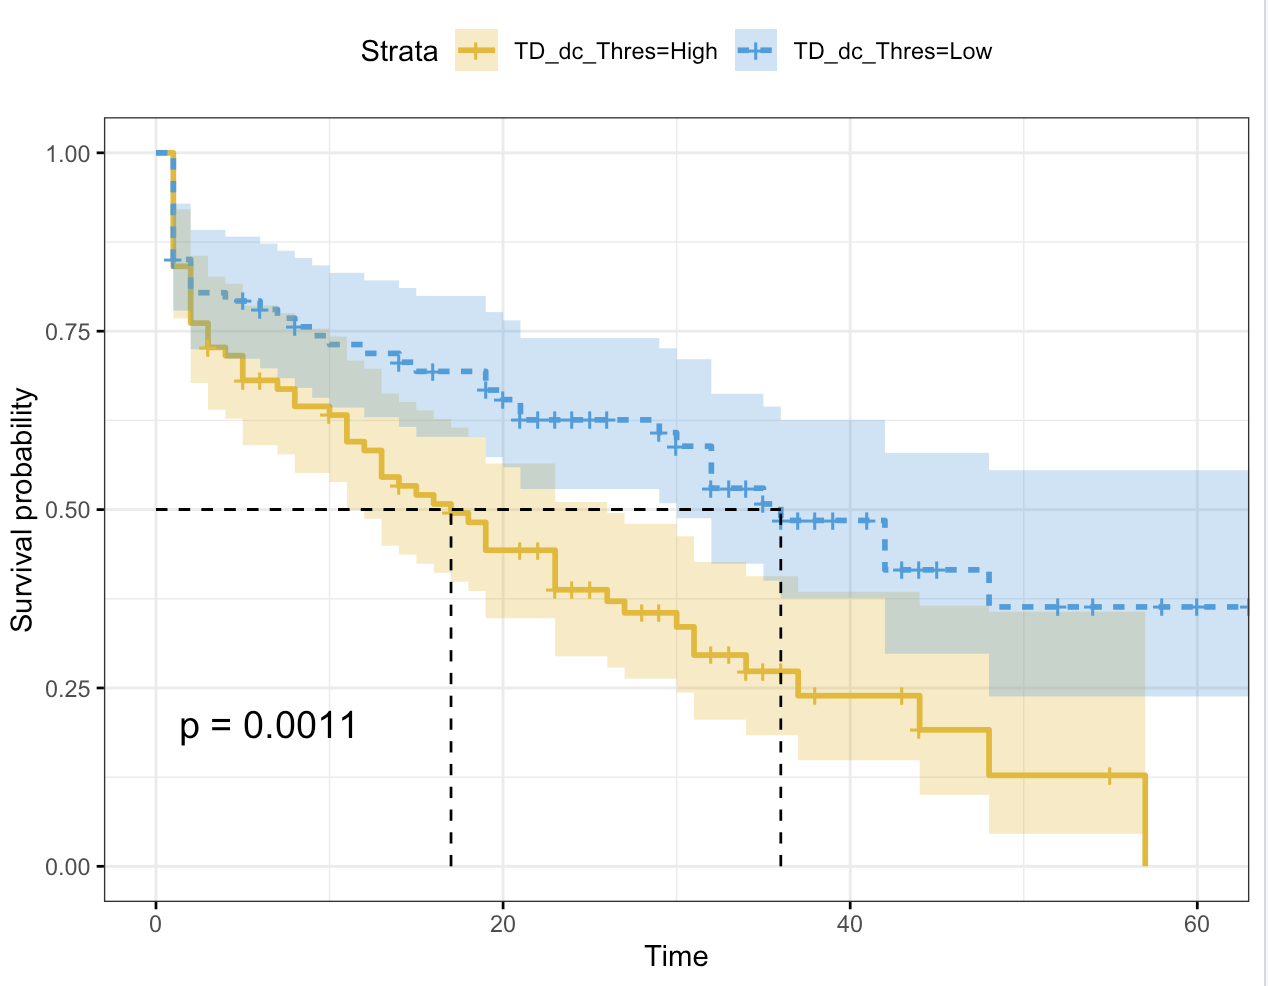 Strata TD_dc_Thres=High TD_dc_Thres=Low
Survival probability
1.00
0.75
0.50
0.25
0.00
p = 0.0011
0 20 40 60
Time